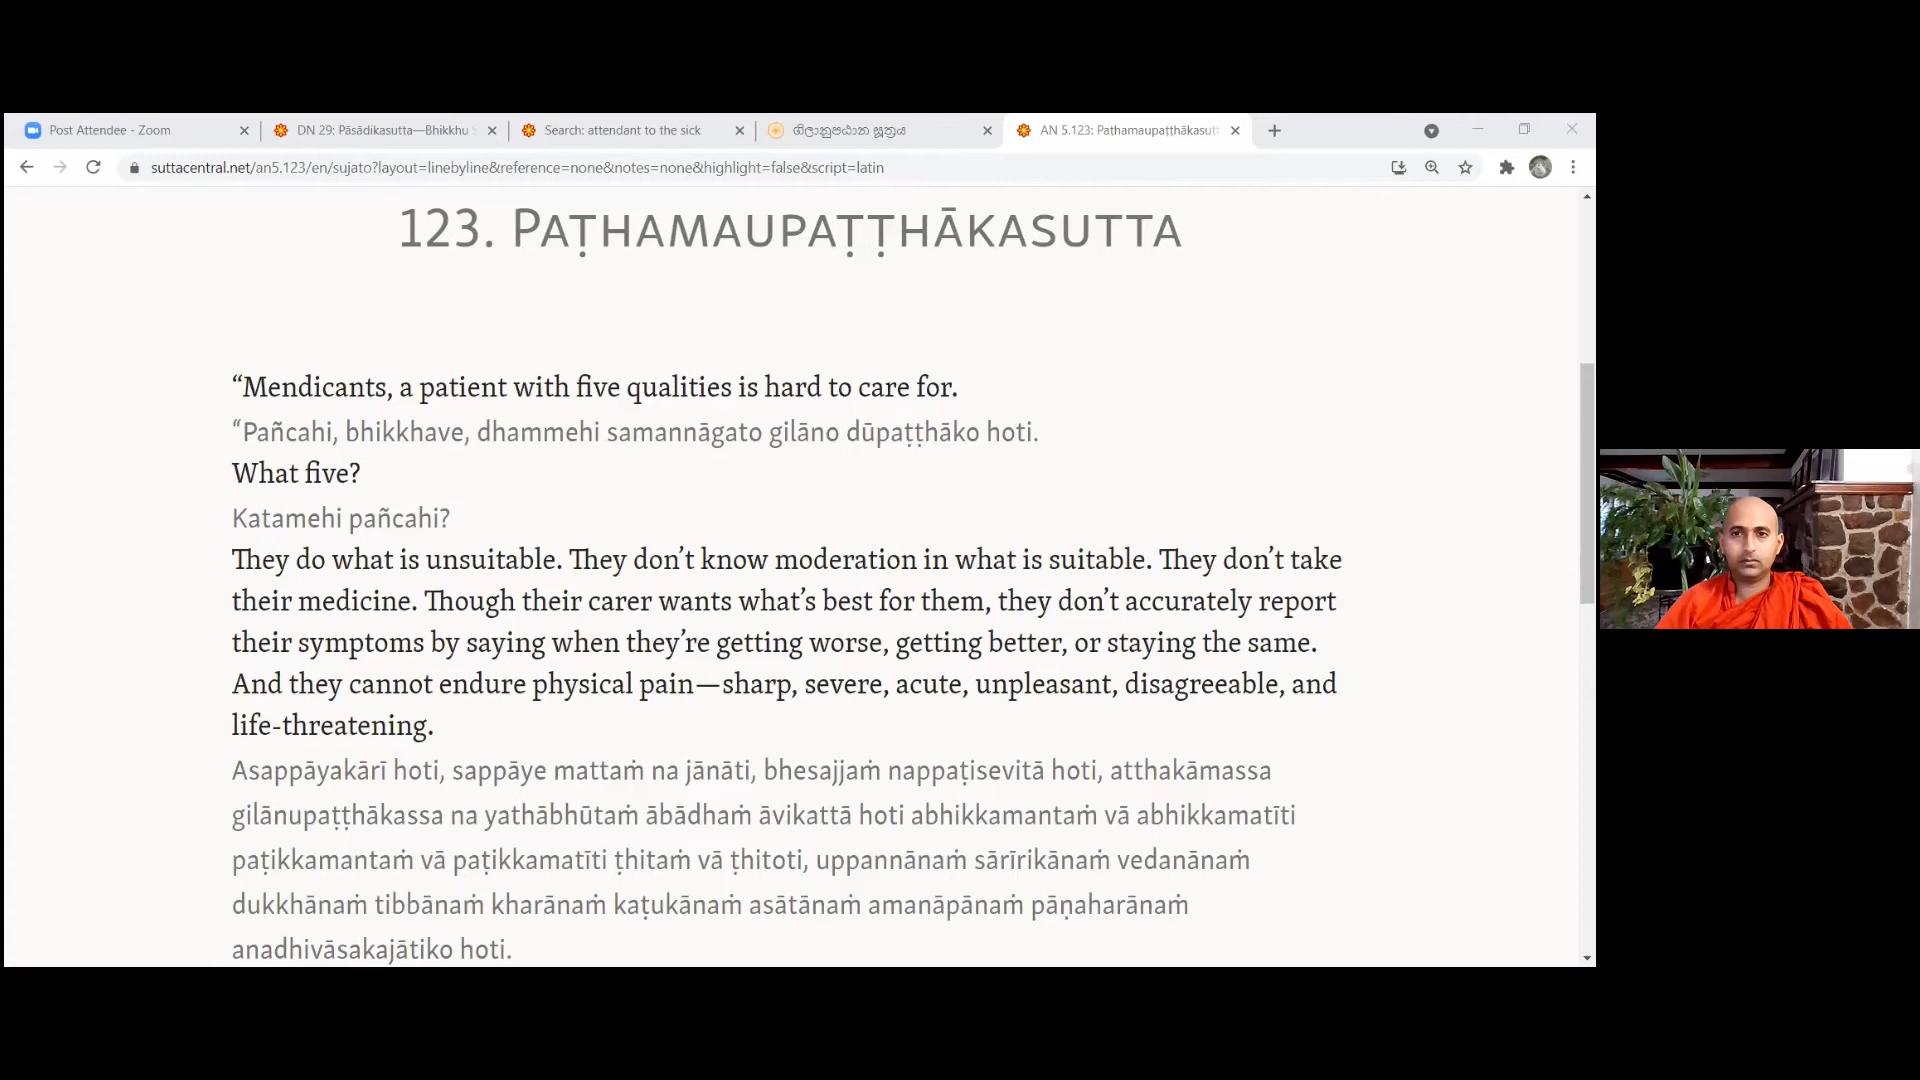 Post Attendee - Zoom
DN 29: Pāsādikasutta—Bhikkhu S
Search: attendant to the sick
ගිලානුපඨාන සූත්‍රය
AN 5.123: Paṭhamaupaṭṭhākasutt
suttacentral.net/an5.123/en/sujato?layout=linebyline&reference=none&notes=none&highlight=false&script=latin
123. Paṭhamaupaṭṭhākasutta
“Mendicants, a patient with five qualities is hard to care for.
“Pañcahi, bhikkhave, dhammehi samannāgato gilāno dūpaṭṭhāko hoti.
What five?
Katamehi pañcahi?
They do what is unsuitable. They don’t know moderation in what is suitable. They don’t take
their medicine. Though their carer wants what’s best for them, they don’t accurately report
their symptoms by saying when they’re getting worse, getting better, or staying the same.
And they cannot endure physical pain—sharp, severe, acute, unpleasant, disagreeable, and
life-threatening.
Asappāyakārī hoti, sappāye mattaṁ na jānāti, bhesajjaṁ nappaṭisevitā hoti, atthakāmassa
gilānupaṭṭhākassa na yathābhūtaṁ ābādhaṁ āvikattā hoti abhikkamantaṁ vā abhikkamatīti
paṭikkamantaṁ vā paṭikkamatīti ṭhitaṁ vā ṭhitoti, uppannānaṁ sārīrikānaṁ vedanānaṁ
dukkhānaṁ tibbānaṁ kharānaṁ kaṭukānaṁ asātānaṁ amanāpānaṁ pāṇaharānaṁ
anadhivāsakajātiko hoti.